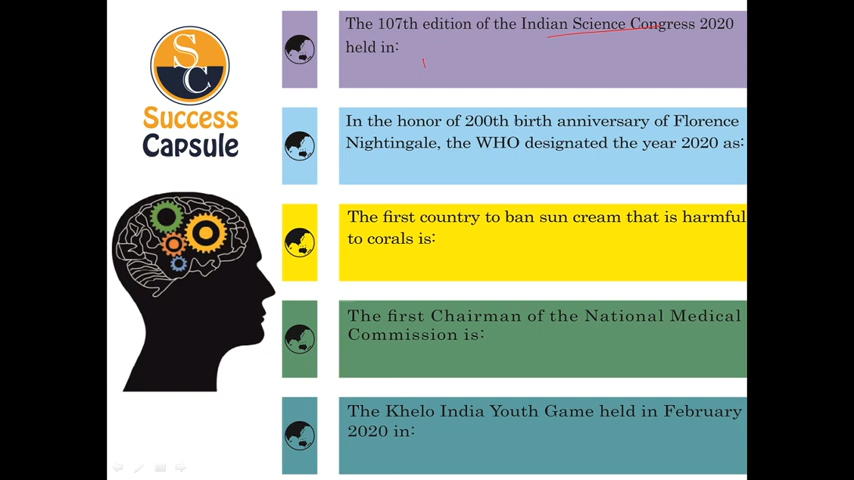 SC
Success
Capsule
The 107th edition of the Indian Science Congress 2020
held in:
In the honor of 200th birth anniversary of Florence
Nightingale, the WHO designated the year 2020 as:
The first country to ban sun cream that is harmful
to corals is:
The first Chairman of the National Medical
Commission is:
The Khelo India Youth Game held in February
2020 in: